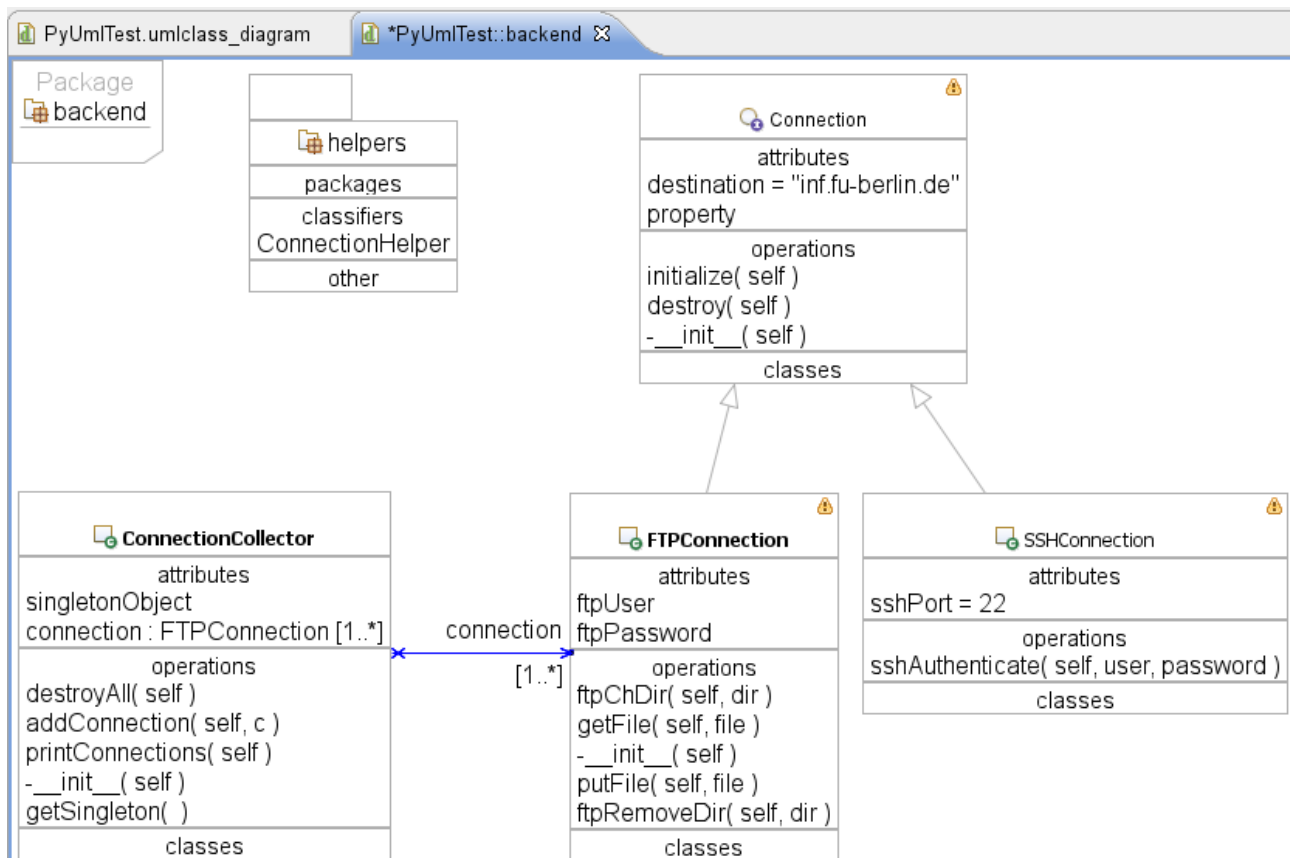 PyUmlTest.umlclass_diagram
*PyUmlTest::backend
Package
backend
helpers
packages
classifiers
ConnectionHelper
other
Connection
attributes
destination = "inf.fu-berlin.de"
property
operations
initialize( self )
destroy( self )
-__init__( self )
classes
ConnectionCollector
attributes
singletonObject
connection : FTPConnection [1..*]
operations
destroyAll( self )
addConnection( self, c )
printConnections( self )
-__init__( self )
getSingleton( )
classes
connection
[1..*]
FTPConnection
attributes
ftpUser
ftpPassword
operations
ftpChDir( self, dir )
getFile( self, file )
-__init__( self )
putFile( self, file )
ftpRemoveDir( self, dir )
classes
SSHConnection
attributes
sshPort = 22
operations
sshAuthenticate( self, user, password )
classes